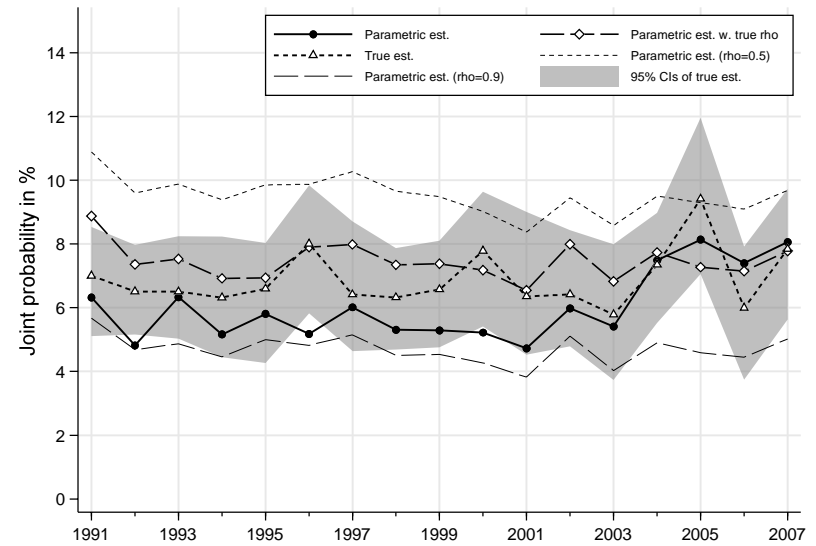 14
12
10
8
6
4
2
0
Joint probability in %
Parametric est.
True est.
Parametric est. (rho=0.9)
Parametric est. w. true rho
Parametric est. (rho=0.5)
95% CIs of true est.
1991 1993 1995 1997 1999 2001 2003 2005 2007